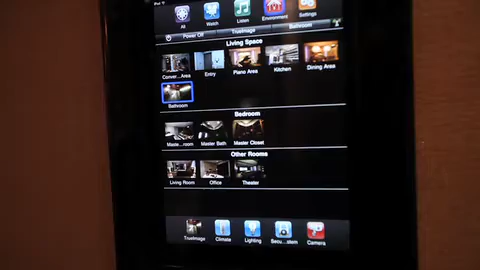 iPod
All Watch Listen Environment Settings
Power Off TrueImage Bathroom
Living Space
Conver...Area Entry Piano Area Kitchen Dining Area
Bathroom
Bedroom
Maste...room Master Bath Master Closet
Other Rooms
Living Room Office Theater
TrueImage Climate Lighting Secu...stem Camera